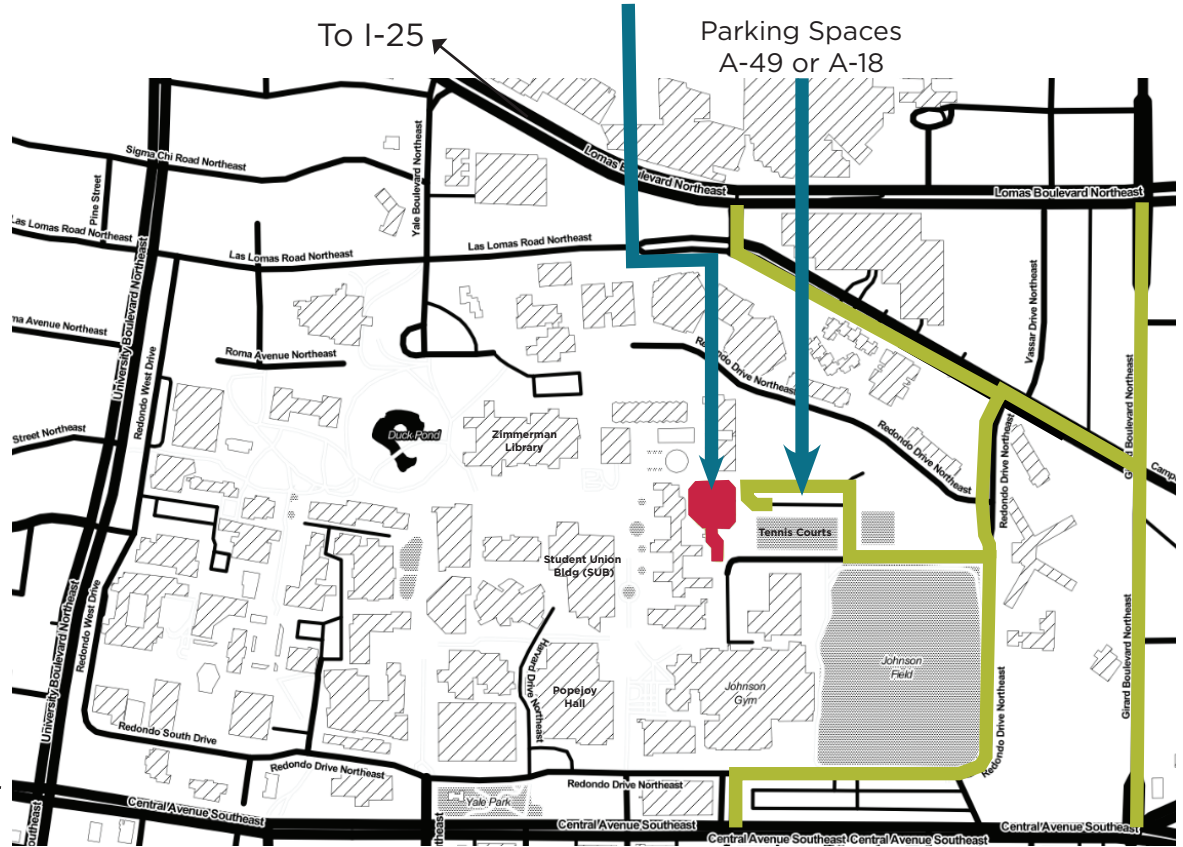 To I-25
Parking Spaces
A-49 or A-18
Sigma Chi Road Northeast
Pine Street
Las Lomas Road Northeast
University Boulevard Northeast
Yale Boulevard Northeast
Lomas Boulevard Northeast
Lomas Boulevard Northeast
Las Lomas Road Northeast
Las Lomas Road Northeast
Avenue Northeast
Roma Avenue Northeast
Redondo West Drive
Vassar Drive Northeast
Redondo Drive Northeast
Boulevard Northeast
Street Northeast
Duck Pond
Zimmerman
Library
Redondo Drive Northeast
Redondo Drive Northeast
Tennis Courts
Student Union
Bldg (SUB)
Redondo West Drive
University Boulevard Northeast
Harvard Drive Northeast
Popejoy
Hall
Johnson
Gym
Johnson
Field
Girard Boulevard Northeast
Redondo Drive Northeast
Redondo South Drive
Redondo Drive Northeast
Redondo Drive Northeast
Yale Park
Central Avenue Southeast
Central Avenue Southeast
Central Avenue Southeast
Central Avenue Southeast
Central Avenue Southeast